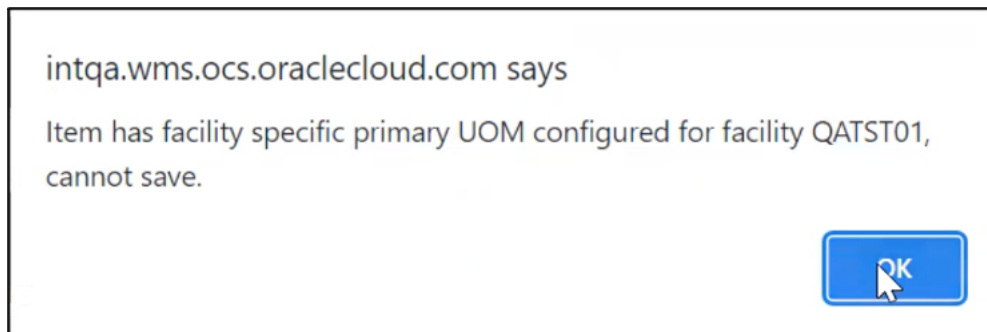 intqa.wms.ocs.oraclecloud.com says
Item has facility specific primary UOM configured for facility QATST01,
cannot save.
OK